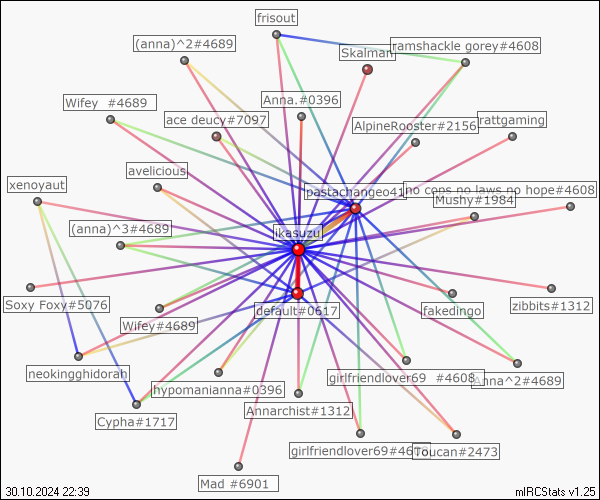 frisout
(anna)^2#4689
Skalman
ramshackle gorey#4608
Wifey #4689
Anna.#0396
ace deucy#7097
AlpineRooster#2156
rattgaming
avelicious
xenoyaut
pastachangeo41
no cops no laws no hope#4608
Mushy#1984
(anna)^3#4689
ikasuzu
Soxy Foxy#5076
default#0617
fakedingo
zibbits#1312
Wifey#4689
neokingghidorah
hypomanianna#0396
girlfriendlover69 #4608
Anna^2#4689
Annarchist#1312
Cypha#1717
girlfriendlover69#4608
Toucan#2473
Mad #6901
30.10.2024 22:39
mIRCStats v1.25